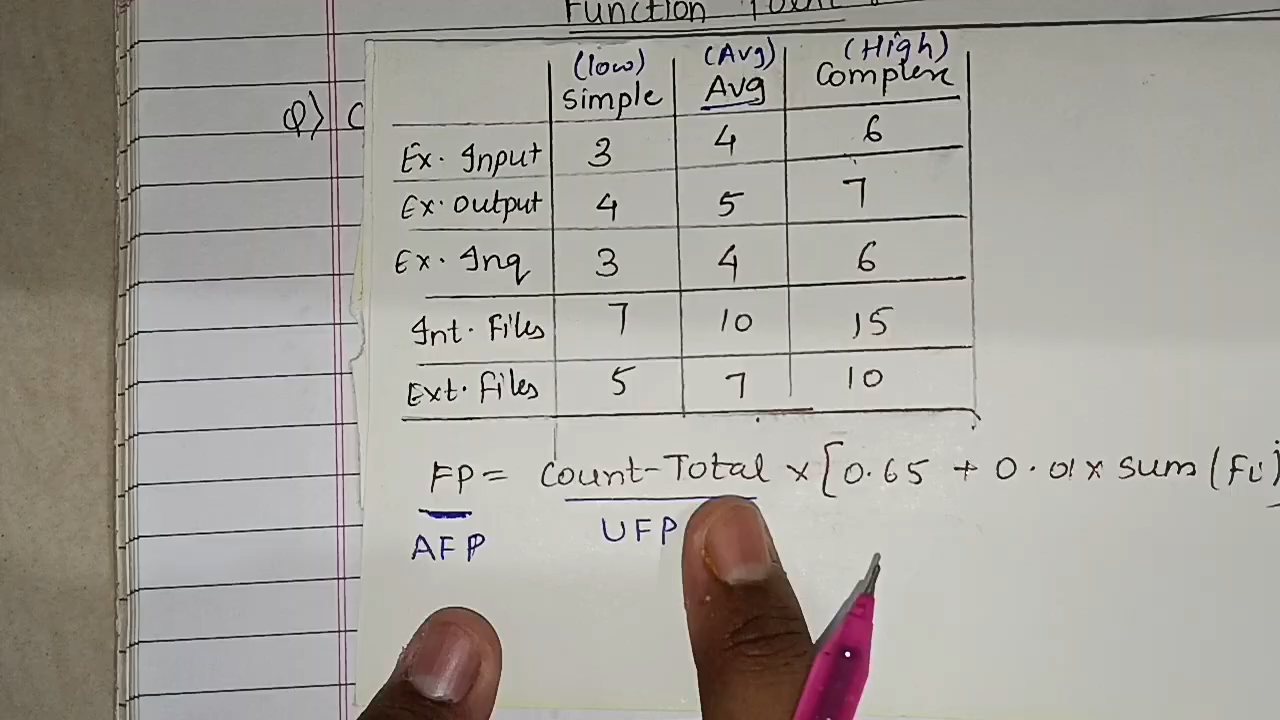 Function Point
(low) (Avg) (High)
Simple Avg Complex
Q) C
Ex. Input 3 4 6
Ex. Output 4 5 7
Ex. Inq 3 4 6
Int. Files 7 10 15
Ext. Files 5 7 10
FP = Count-Total × [0.65 + 0.01 × sum (Fi)
AFP UFP